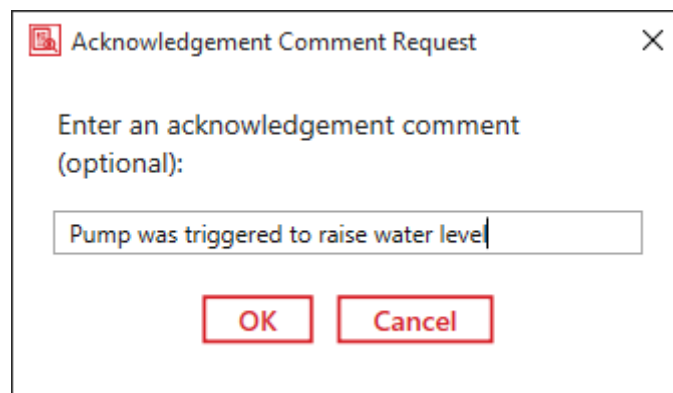 Acknowledgement Comment Request
Enter an acknowledgement comment
(optional):
Pump was triggered to raise water level
OK Cancel